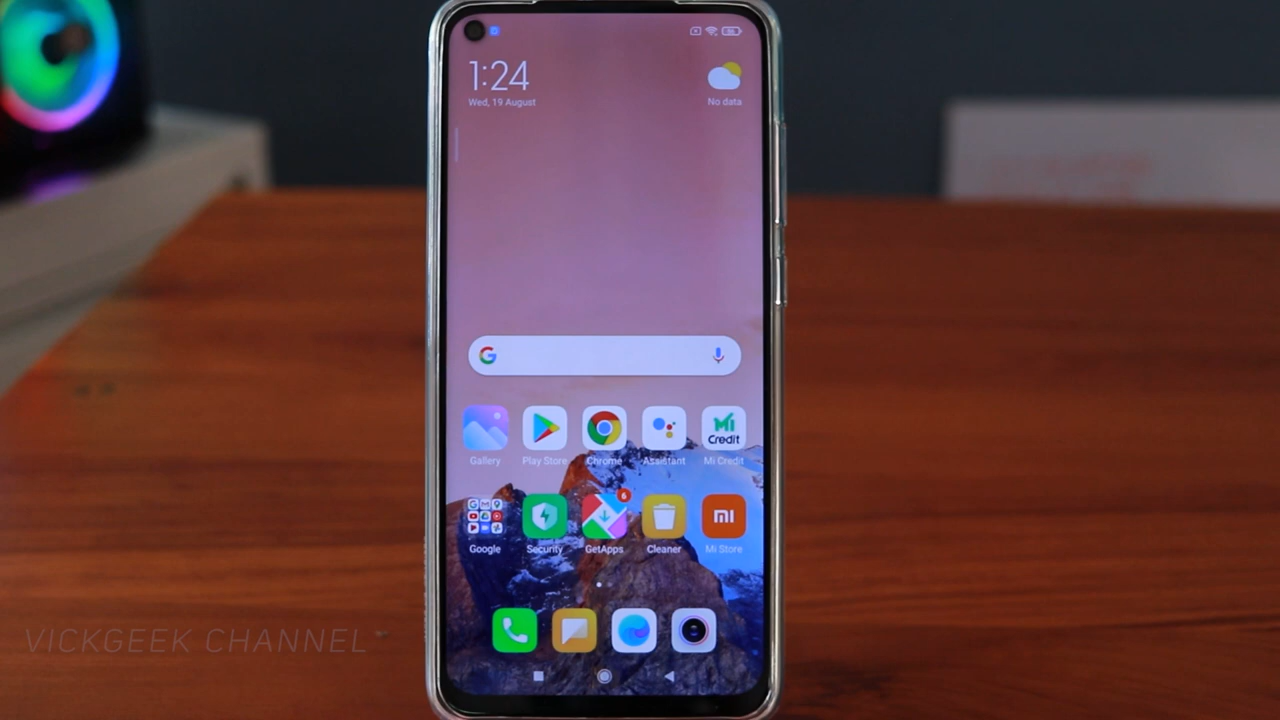 1:24
Wed, 19 August
No data
Gallery
Play Store
Chrome
Assistant
Mi Credit
Mi
Credit
Google
Security
GetApps
Cleaner
Mi Store
6
mi
VICKGEEK CHANNEL